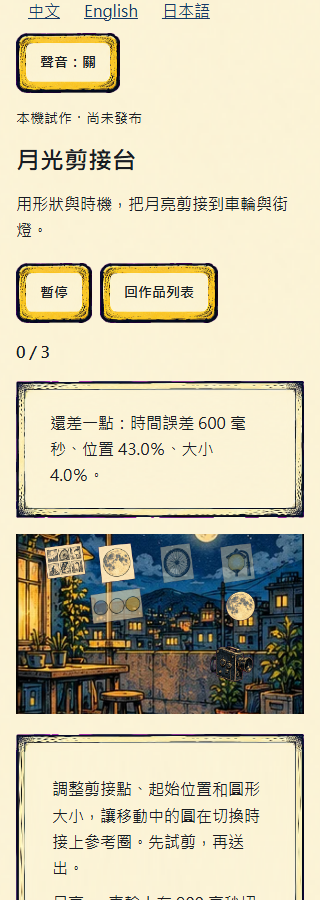 中文 English 日本語
聲音：關
本機試作・尚未發布
月光剪接台
用形狀與時機，把月亮剪接到車輪與街
燈。
暫停 回作品列表
0 / 3
還差一點：時間誤差 600 毫
秒、位置 43.0%、大小
4.0%。
調整剪接點、起始位置和圓形
大小，讓移動中的圓在切換時
接上參考圈。先試剪，再送
出。